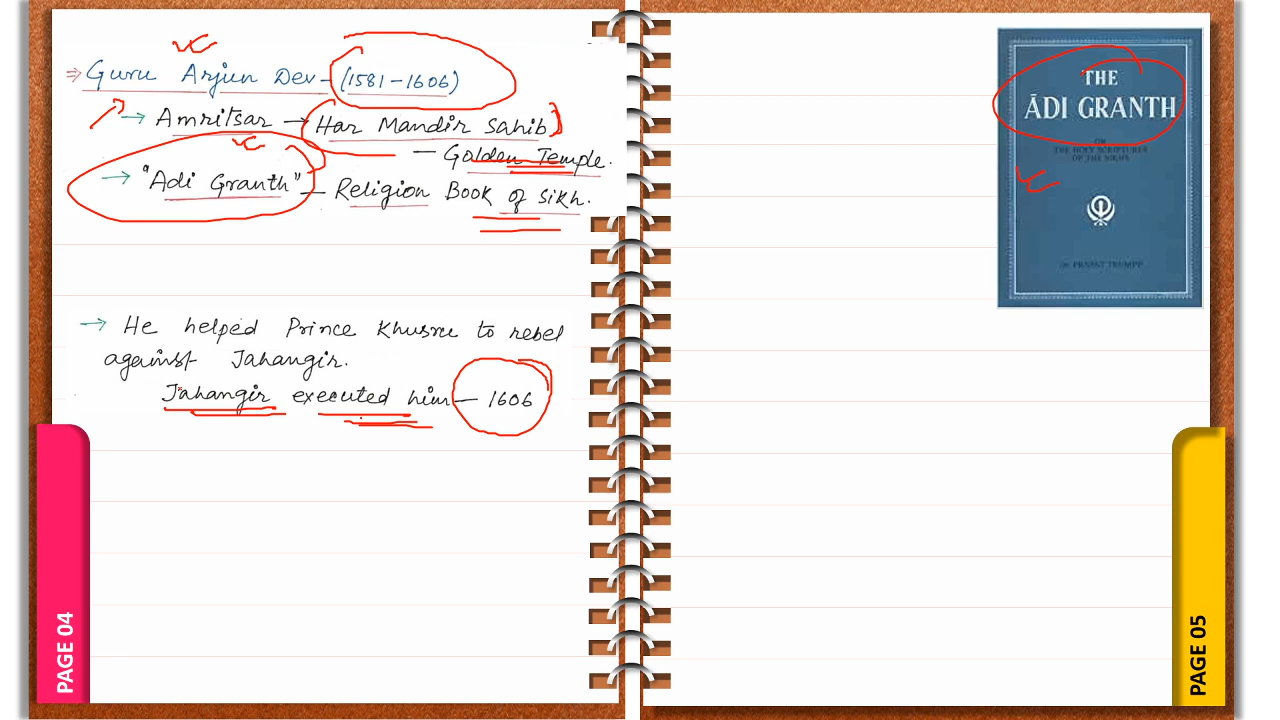 ⇒ Guru Arjun Dev – (1581 – 1606)
→ Amritsar → Har Mandir Sahib
– Golden Temple.
→ "Adi Granth" – Religion Book of Sikh.
→ He helped Prince Khusru to rebel
against Jahangir.
Jahangir executed him – 1606
PAGE 04
THE
ĀDI GRANTH
OR
THE HOLY SCRIPTURES
OF THE SIKHS
Dr. ERNEST TRUMPP
PAGE 05